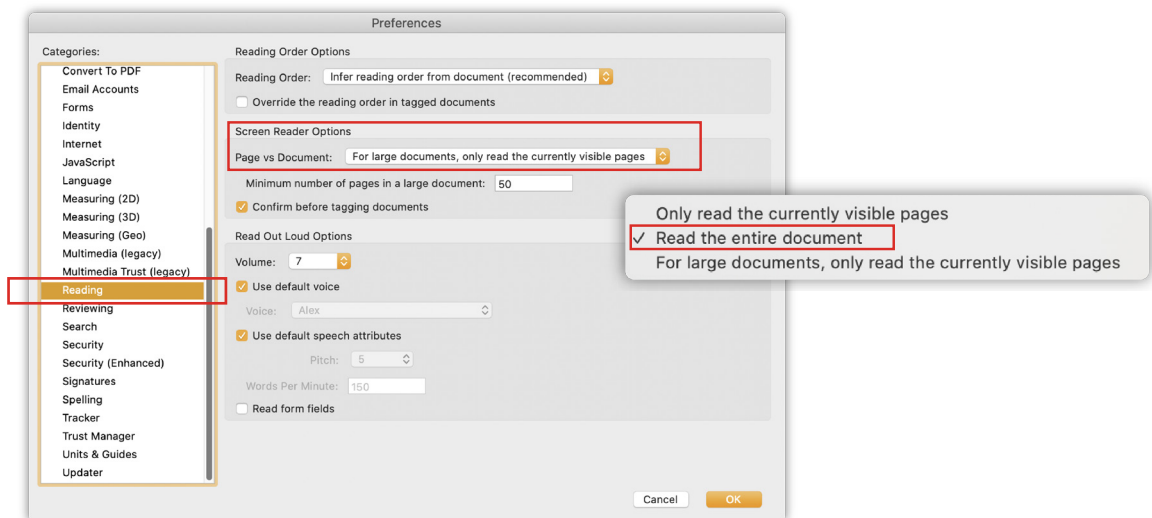 Preferences
Categories:
Convert To PDF
Email Accounts
Forms
Identity
Internet
JavaScript
Language
Measuring (2D)
Measuring (3D)
Measuring (Geo)
Multimedia (legacy)
Multimedia Trust (legacy)
Reading
Reviewing
Search
Security
Security (Enhanced)
Signatures
Spelling
Tracker
Trust Manager
Units & Guides
Updater
Reading Order Options
Reading Order: Infer reading order from document (recommended)
Override the reading order in tagged documents
Screen Reader Options
Page vs Document: For large documents, only read the currently visible pages
Minimum number of pages in a large document: 50
Confirm before tagging documents
Read Out Loud Options
Volume: 7
Use default voice
Voice: Alex
Use default speech attributes
Pitch: 5
Words Per Minute: 150
Read form fields
Cancel OK
Only read the currently visible pages
✓ Read the entire document
For large documents, only read the currently visible pages